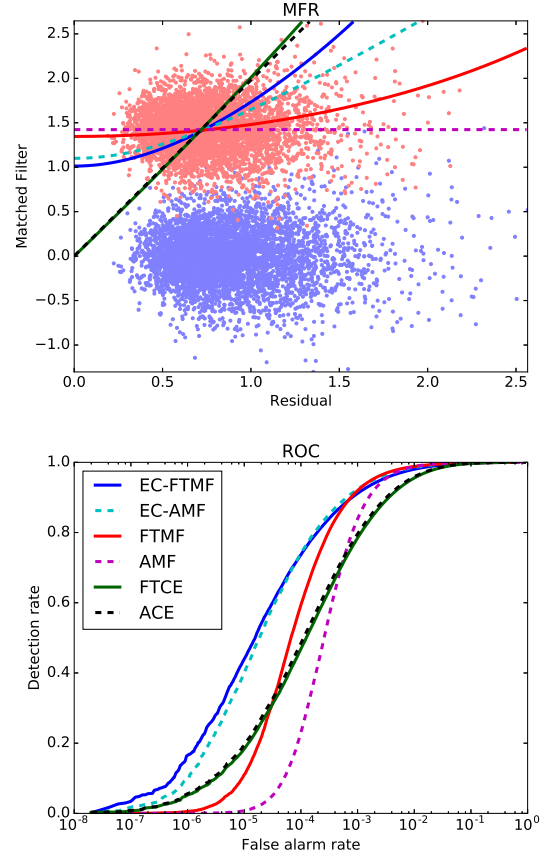 MFR
Matched Filter
2.5
2.0
1.5
1.0
0.5
0.0
−0.5
−1.0
0.0 0.5 1.0 1.5 2.0 2.5
Residual
ROC
Detection rate
1.0
0.8
0.6
0.4
0.2
0.0
EC-FTMF
EC-AMF
FTMF
AMF
FTCE
ACE
10^-8 10^-7 10^-6 10^-5 10^-4 10^-3 10^-2 10^-1 10^0
False alarm rate